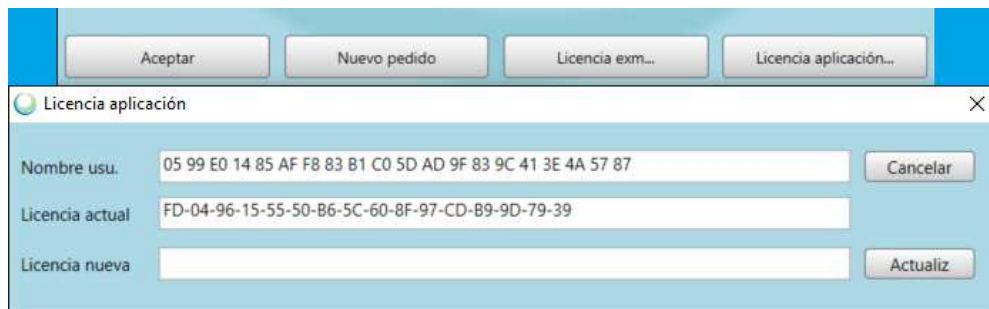 Aceptar Nuevo pedido Licencia exm... Licencia aplicación...
Licencia aplicación
Nombre usu. 05 99 E0 14 85 AF F8 83 B1 C0 5D AD 9F 83 9C 41 3E 4A 57 87 Cancelar
Licencia actual FD-04-96-15-55-50-B6-5C-60-8F-97-CD-B9-9D-79-39
Licencia nueva Actualiz